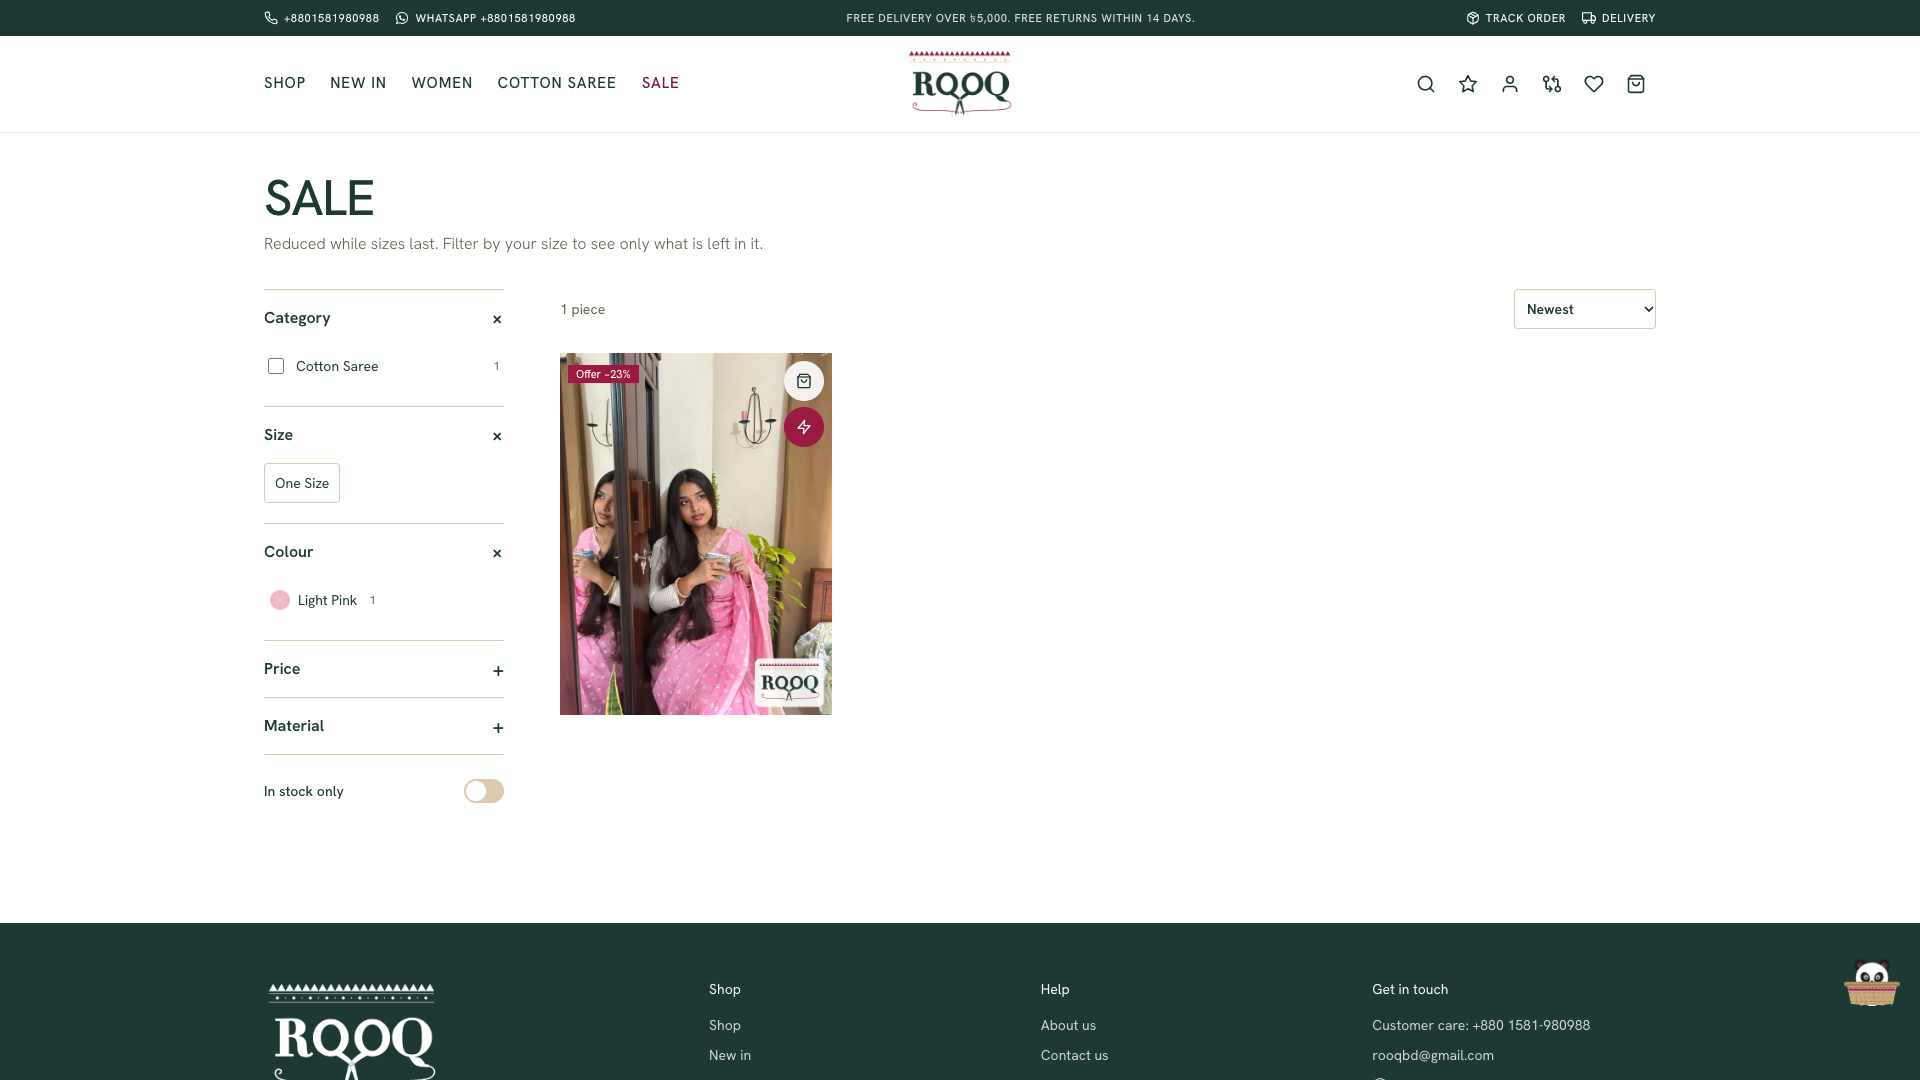 +8801581980988
WHATSAPP +8801581980988
FREE DELIVERY OVER ৳5,000. FREE RETURNS WITHIN 14 DAYS.
TRACK ORDER
DELIVERY
SHOP
NEW IN
WOMEN
COTTON SAREE
SALE
ROOQ
SALE
Reduced while sizes last. Filter by your size to see only what is left in it.
Category
Cotton Saree 1
Size
One Size
Colour
Light Pink 1
Price
Material
In stock only
1 piece
Newest
Offer −23%
ROOQ
ROOQ
Shop
Shop
New in
Help
About us
Contact us
Get in touch
Customer care: +880 1581-980988
rooqbd@gmail.com